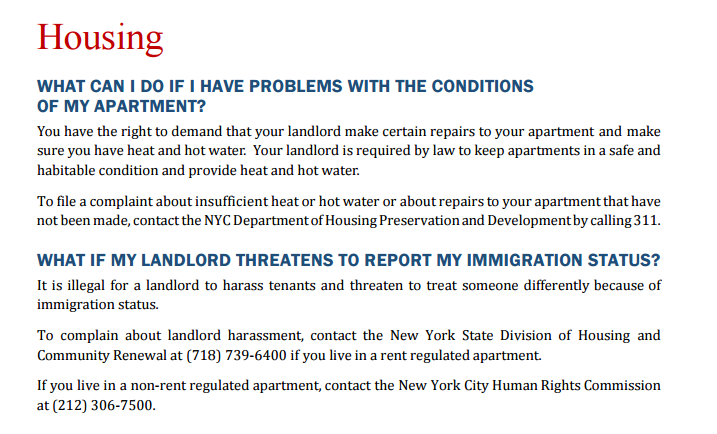 Housing
WHAT CAN I DO IF I HAVE PROBLEMS WITH THE CONDITIONS
OF MY APARTMENT?
You have the right to demand that your landlord make certain repairs to your apartment and make
sure you have heat and hot water. Your landlord is required by law to keep apartments in a safe and
habitable condition and provide heat and hot water.
To file a complaint about insufficient heat or hot water or about repairs to your apartment that have
not been made, contact the NYC Department of Housing Preservation and Development by calling 311.
WHAT IF MY LANDLORD THREATENS TO REPORT MY IMMIGRATION STATUS?
It is illegal for a landlord to harass tenants and threaten to treat someone differently because of
immigration status.
To complain about landlord harassment, contact the New York State Division of Housing and
Community Renewal at (718) 739-6400 if you live in a rent regulated apartment.
If you live in a non-rent regulated apartment, contact the New York City Human Rights Commission
at (212) 306-7500.